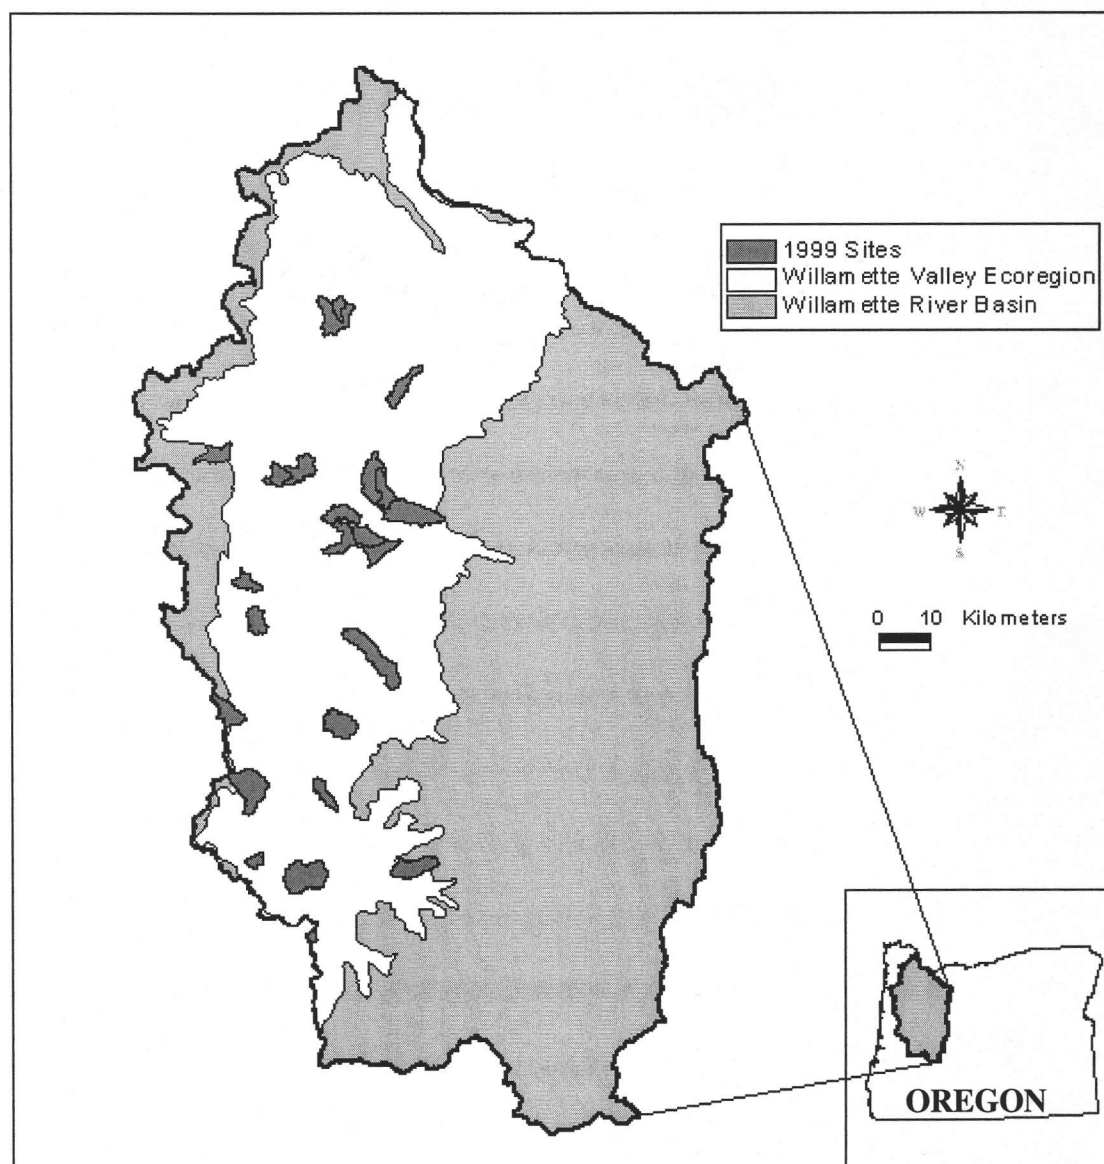 1999 Sites
Willamette Valley Ecoregion
Willamette River Basin
N
W E
S
0 10 Kilometers
OREGON